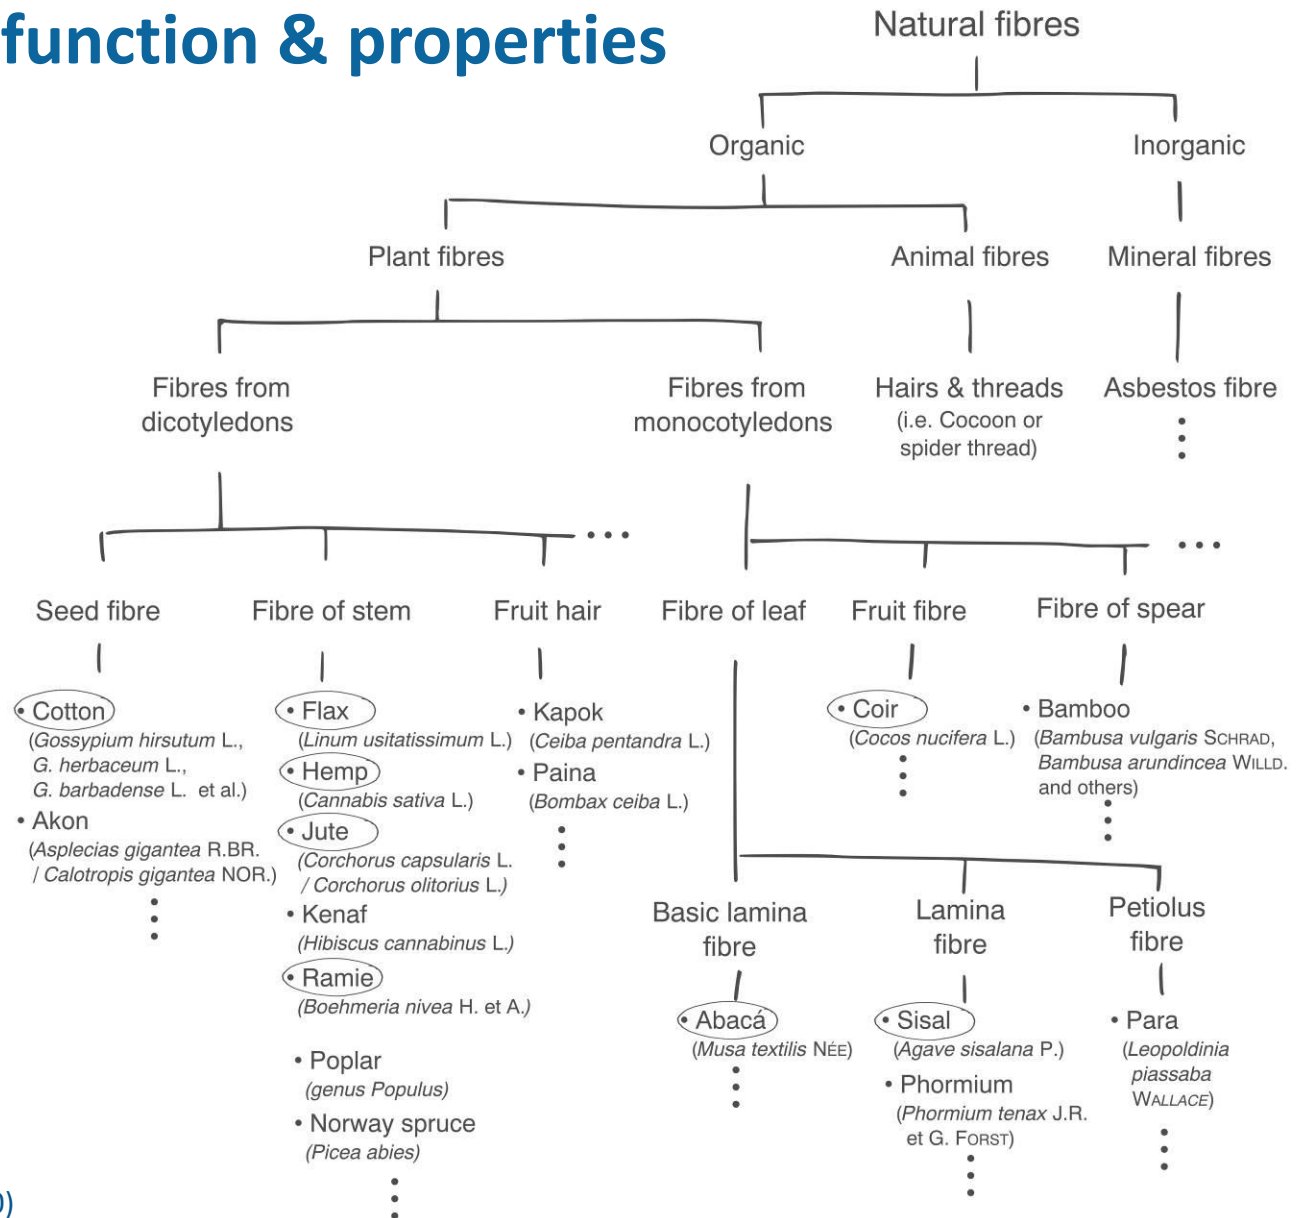 function & properties
Natural fibres
Organic
Inorganic
Plant fibres
Animal fibres
Mineral fibres
Fibres from
dicotyledons
Fibres from
monocotyledons
Hairs & threads
(i.e. Cocoon or
spider thread)
Asbestos fibre
Seed fibre
Fibre of stem
Fruit hair
Fibre of leaf
Fruit fibre
Fibre of spear
• Cotton
(Gossypium hirsutum L.,
G. herbaceum L.,
G. barbadense L. et al.)
• Akon
(Asplecias gigantea R.BR.
/ Calotropis gigantea NOR.)
• Flax
(Linum usitatissimum L.)
• Hemp
(Cannabis sativa L.)
• Jute
(Corchorus capsularis L.
/ Corchorus olitorius L.)
• Kenaf
(Hibiscus cannabinus L.)
• Ramie
(Boehmeria nivea H. et A.)
• Poplar
(genus Populus)
• Norway spruce
(Picea abies)
• Kapok
(Ceiba pentandra L.)
• Paina
(Bombax ceiba L.)
• Coir
(Cocos nucifera L.)
• Bamboo
(Bambusa vulgaris SCHRAD,
Bambusa arundincea WILLD.
and others)
Basic lamina
fibre
Lamina
fibre
Petiolus
fibre
• Abacá
(Musa textilis NÉE)
• Sisal
(Agave sisalana P.)
• Phormium
(Phormium tenax J.R.
et G. FORST)
• Para
(Leopoldinia
piassaba
WALLACE)